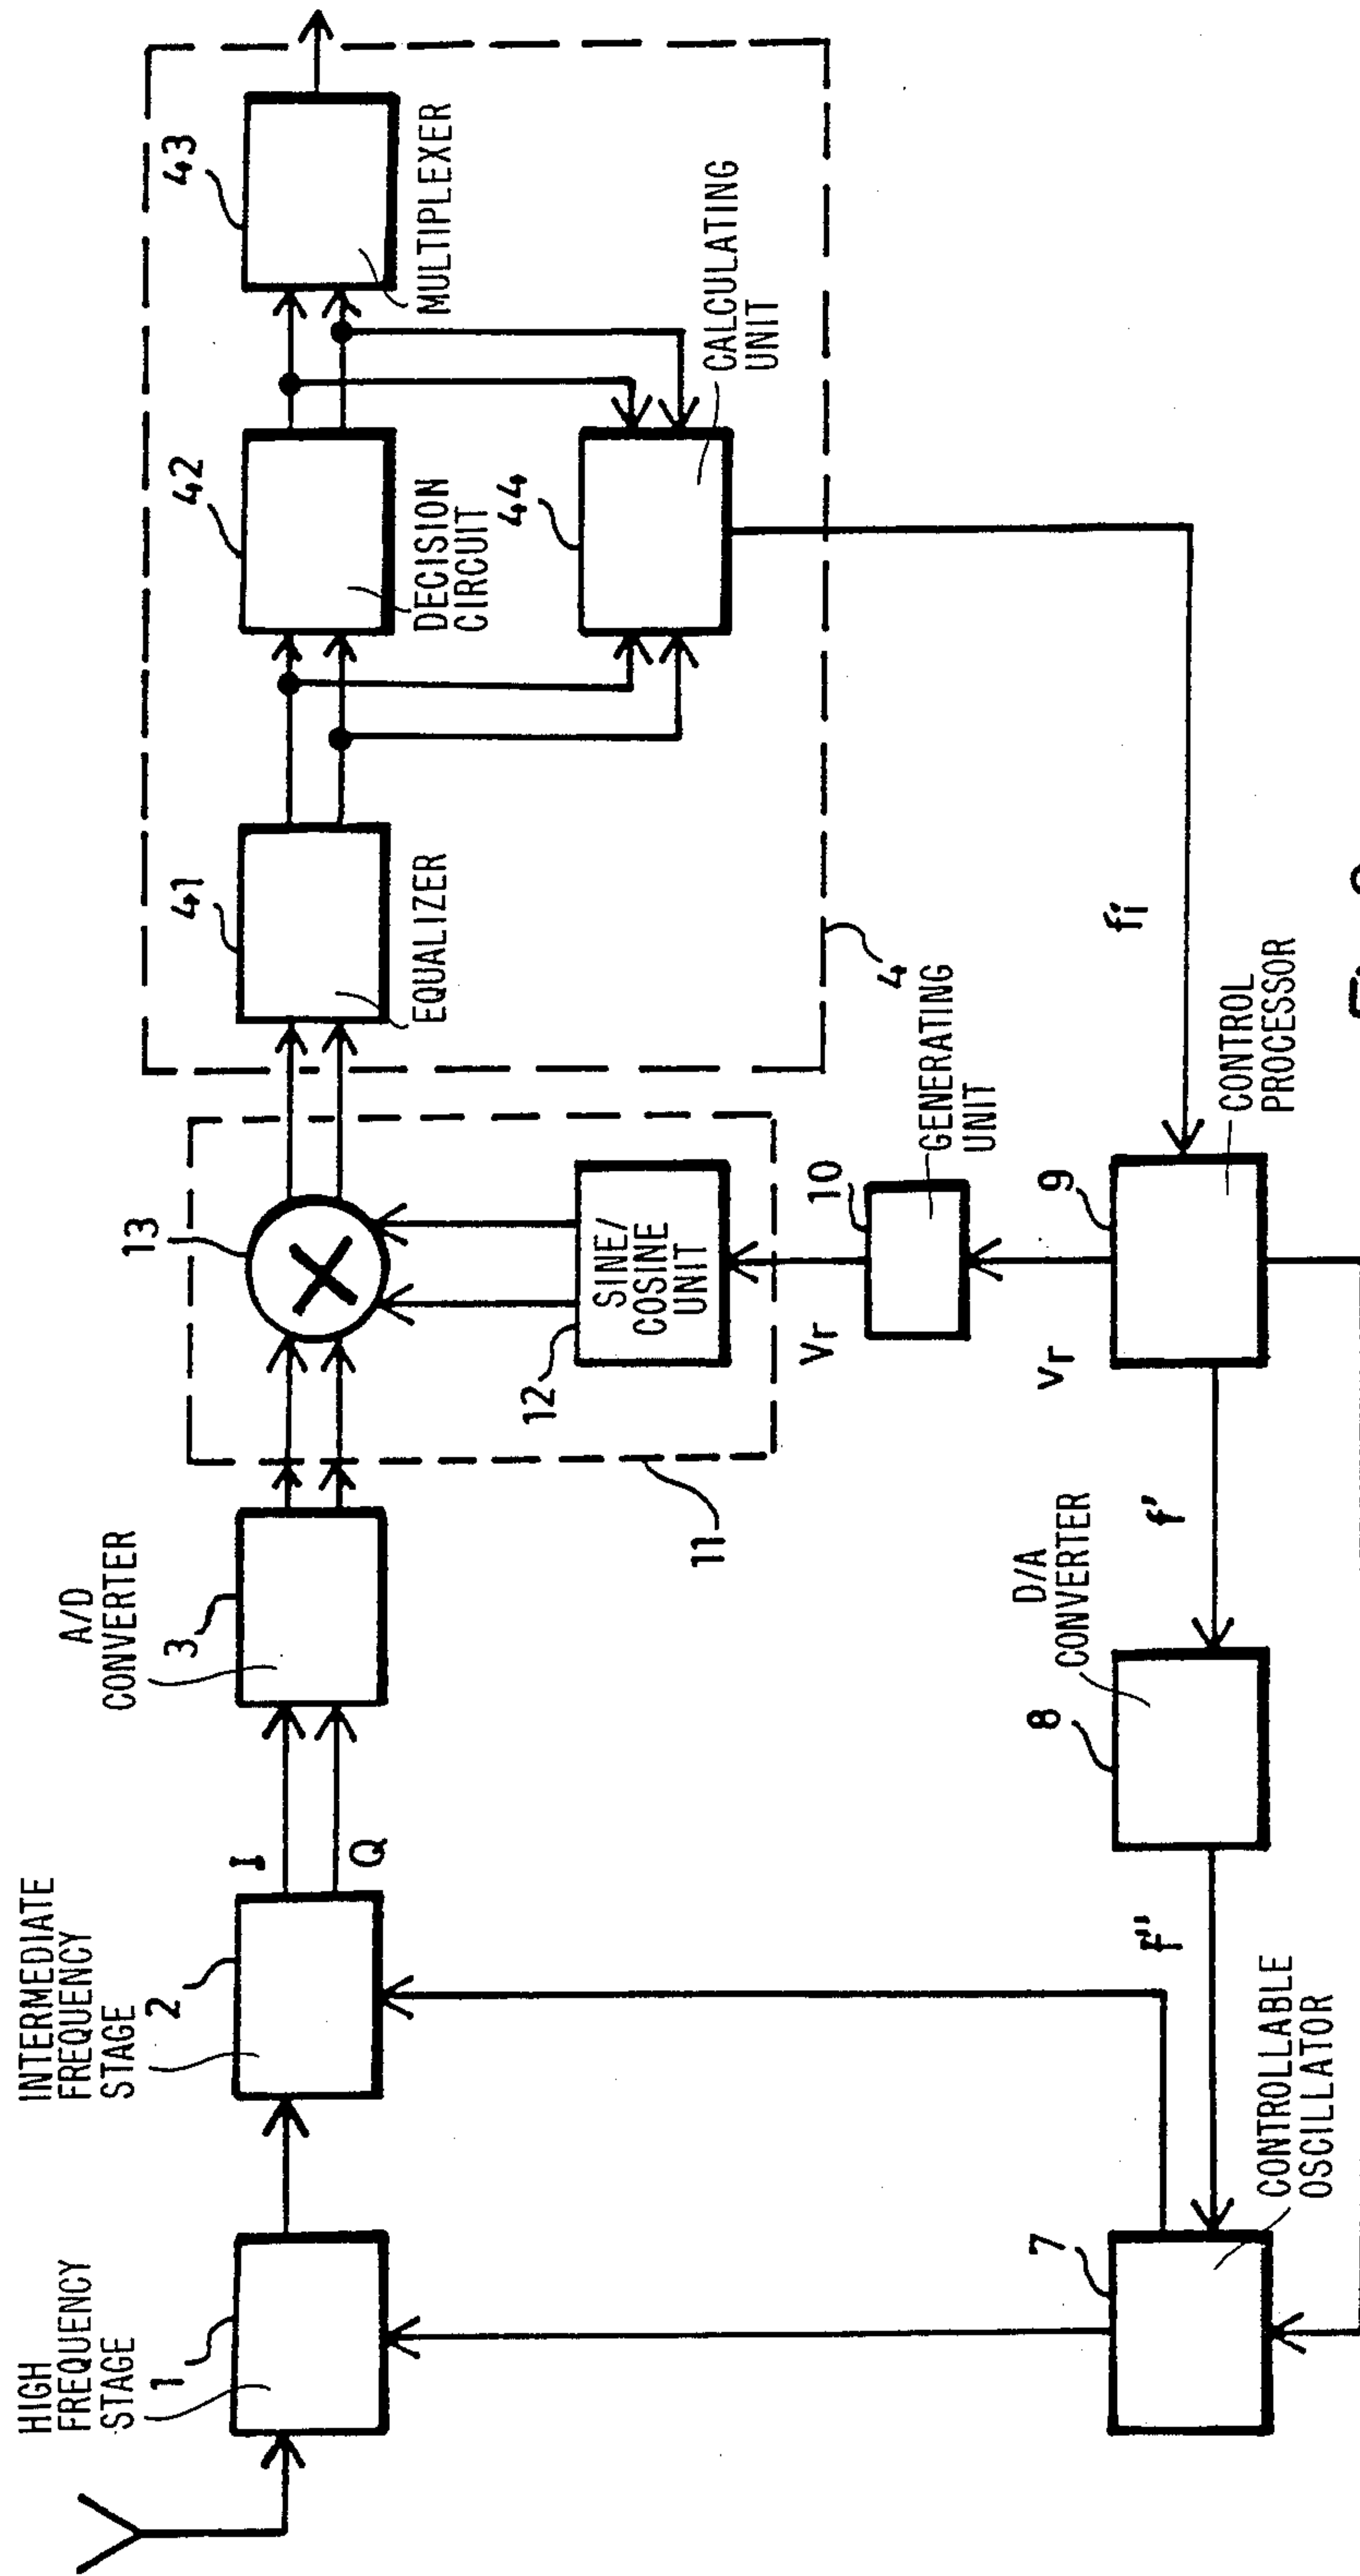 HIGH
FREQUENCY
STAGE
1
INTERMEDIATE
FREQUENCY
STAGE
2
I
Q
A/D
CONVERTER
3
13
12
SINE/
COSINE
UNIT
11
41
EQUALIZER
42
DECISION
CIRCUIT
43
MULTIPLEXER
44
CALCULATING
UNIT
4
Vr
10
GENERATING
UNIT
7
CONTROLLABLE
OSCILLATOR
f"
8
D/A
CONVERTER
f'
vr
9
CONTROL
PROCESSOR
fi